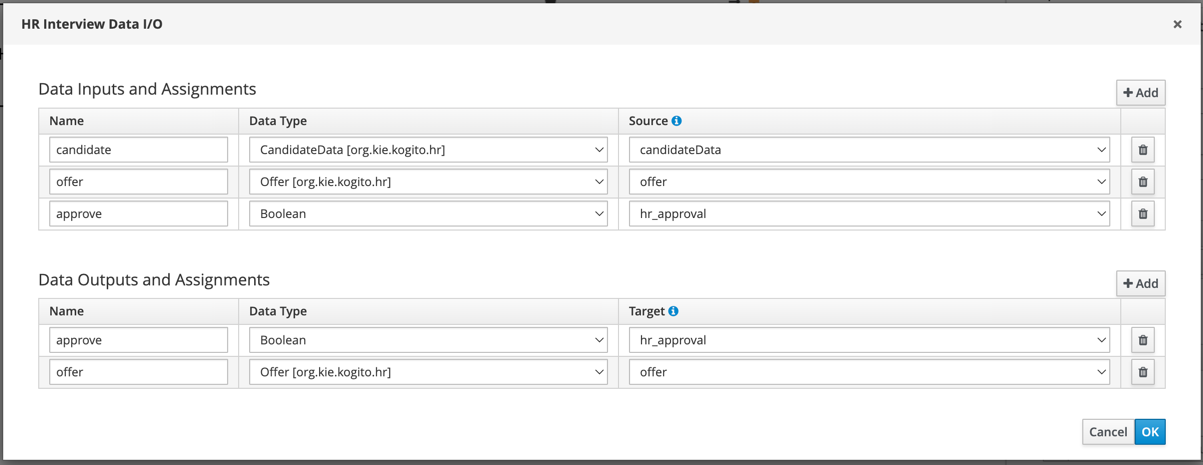 HR Interview Data I/O
Data Inputs and Assignments
Add
Name Data Type Source
candidate CandidateData [org.kie.kogito.hr] candidateData
offer Offer [org.kie.kogito.hr] offer
approve Boolean hr_approval
Data Outputs and Assignments
Add
Name Data Type Target
approve Boolean hr_approval
offer Offer [org.kie.kogito.hr] offer
Cancel OK